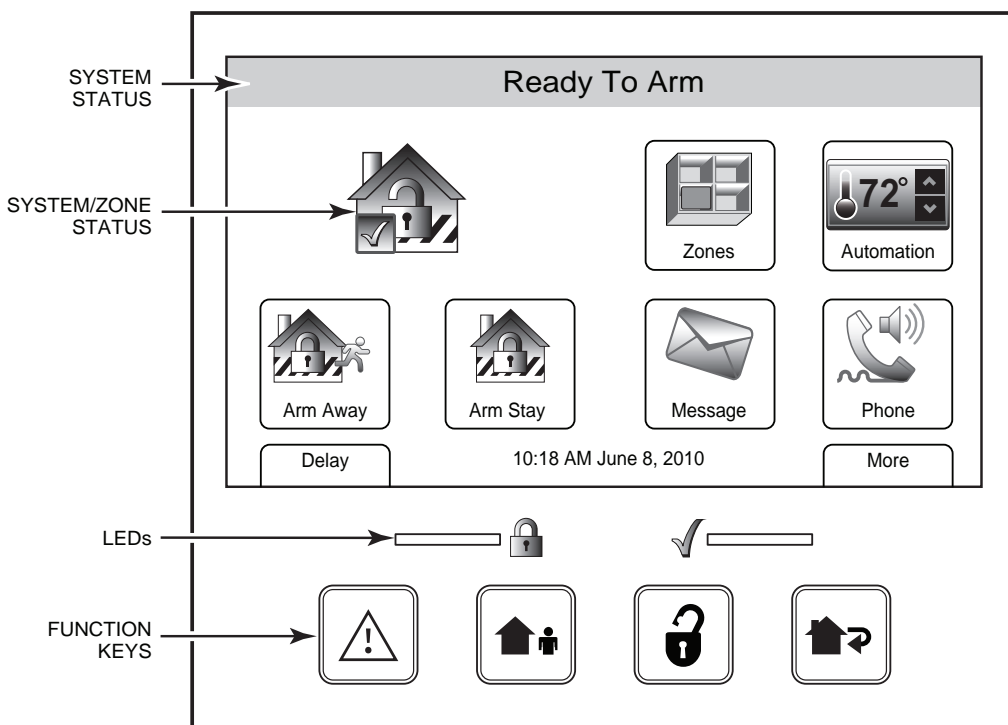 SYSTEM
STATUS
Ready To Arm
SYSTEM/ZONE
STATUS
72°
Zones
Automation
Arm Away
Arm Stay
Message
Phone
Delay
10:18 AM June 8, 2010
More
LEDs
FUNCTION
KEYS